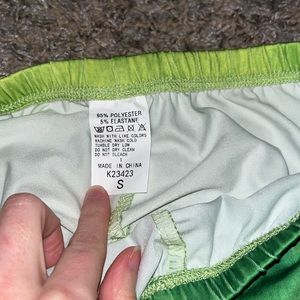 95% POLYESTER
5% ELASTANE
WASH WITH LIKE COLORS
MACHINE WASH COLD
TUMBLE DRY LOW
DO NOT DRY CLEAN
DO NOT BLEACH
MADE IN CHINA
K23423
S